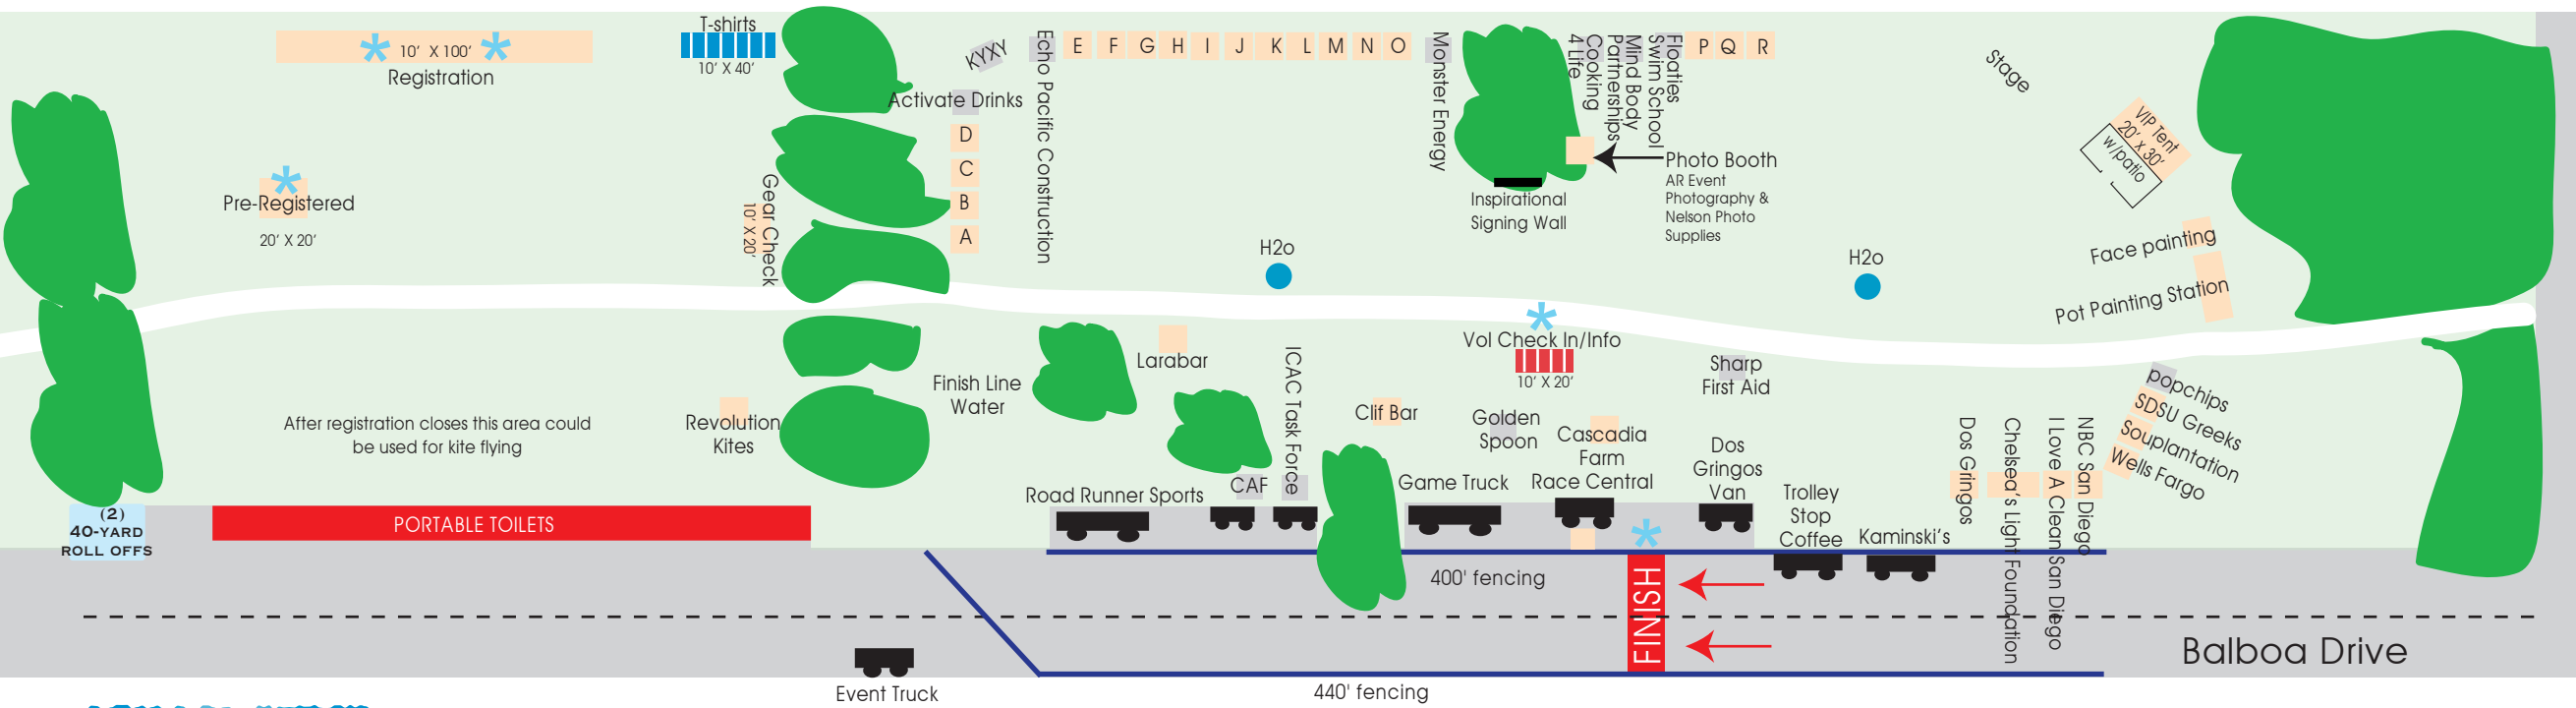 10' X 100'
Registration
T-shirts
10' X 40'
Pre-Registered
20' X 20'
Gear Check
10' X 20'
KYXY
Activate Drinks
D
C
B
A
Echo Pacific Construction
E F G H I J K L M N O
Monster Energy
Inspirational
Signing Wall
4 Life
Cooking
Partnerships
Mind Body
Swim School
Floaties
P Q R
Photo Booth
AR Event
Photography &
Nelson Photo
Supplies
Stage
VIP Tent
20' x 30'
w/patio
Face painting
Pot Painting Station
H2o
H2o
After registration closes this area could
be used for kite flying
Revolution
Kites
Finish Line
Water
Larabar
ICAC Task Force
Vol Check In/Info
10' X 20'
Sharp
First Aid
Clif Bar
Golden
Spoon
Cascadia
Farm
Race Central
Dos
Gringos
Van
Road Runner Sports
CAF
Game Truck
Trolley
Stop
Coffee
Kaminski's
Dos Gringos
Chelsea's Light Foundation
I Love A Clean San Diego
NBC San Diego
popchips
SDSU Greeks
Souplantation
Wells Fargo
(2)
40-YARD
ROLL OFFS
PORTABLE TOILETS
400' fencing
FINISH
Balboa Drive
Event Truck
440' fencing